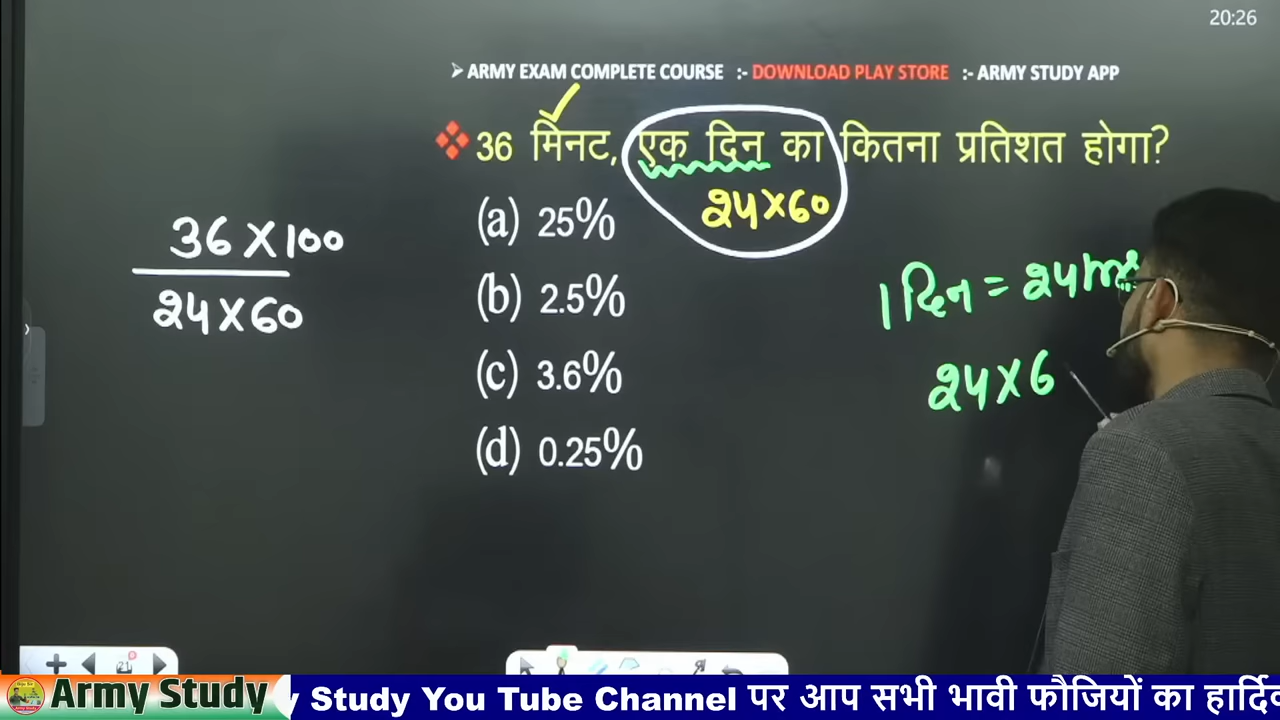 20:26
➢ ARMY EXAM COMPLETE COURSE :- DOWNLOAD PLAY STORE :- ARMY STUDY APP
❖ 36 मिनट, एक दिन का कितना प्रतिशत होगा?
24×60
(a) 25%
(b) 2.5%
(c) 3.6%
(d) 0.25%
36×100
24×60
1 दिन = 24
24×6
21
Army Study
y Study You Tube Channel पर आप सभी भावी फौजियों का हार्दि